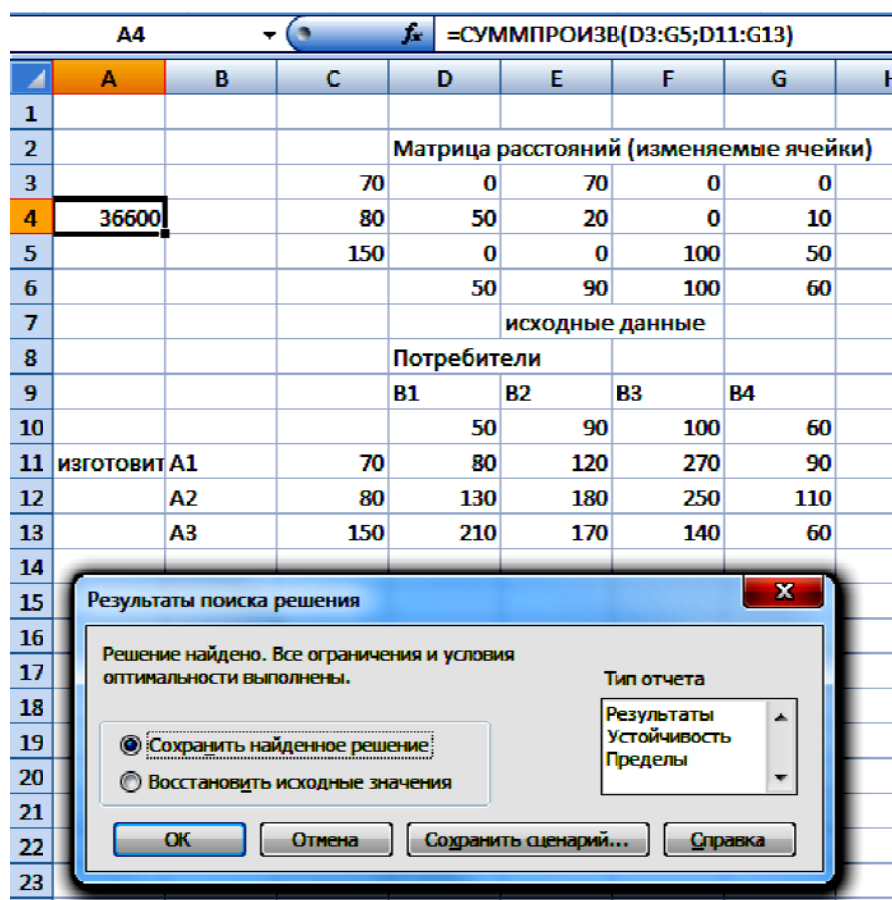 A4 fx =СУММПРОИЗВ(D3:G5;D11:G13)
A B C D E F G
1
2 Матрица расстояний (изменяемые ячейки)
3 70 0 70 0 0
4 36600 80 50 20 0 10
5 150 0 0 100 50
6 50 90 100 60
7 исходные данные
8 Потребители
9 B1 B2 B3 B4
10 50 90 100 60
11 изготовит A1 70 80 120 270 90
12 A2 80 130 180 250 110
13 A3 150 210 170 140 60
14
15 Результаты поиска решения
16 Решение найдено. Все ограничения и условия
17 оптимальности выполнены. Тип отчета
18 Результаты
19 Сохранить найденное решение Устойчивость
Пределы
20 Восстановить исходные значения
21
22 ОК Отмена Сохранить сценарий... Справка
23